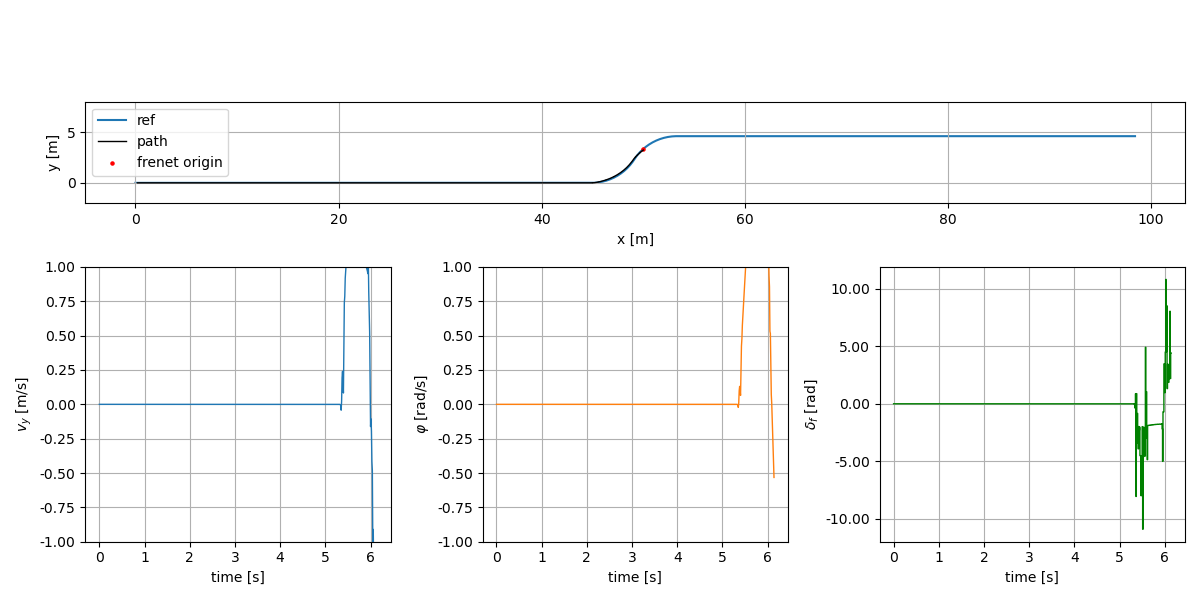 ref
path
frenet origin
5
0
y [m]
0 20 40 60 80 100
x [m]
1.00
0.75
0.50
0.25
0.00
-0.25
-0.50
-0.75
-1.00
v_y [m/s]
0 1 2 3 4 5 6
time [s]
1.00
0.75
0.50
0.25
0.00
-0.25
-0.50
-0.75
-1.00
φ [rad/s]
0 1 2 3 4 5 6
time [s]
10.00
5.00
0.00
-5.00
-10.00
δ_f [rad]
0 1 2 3 4 5 6
time [s]